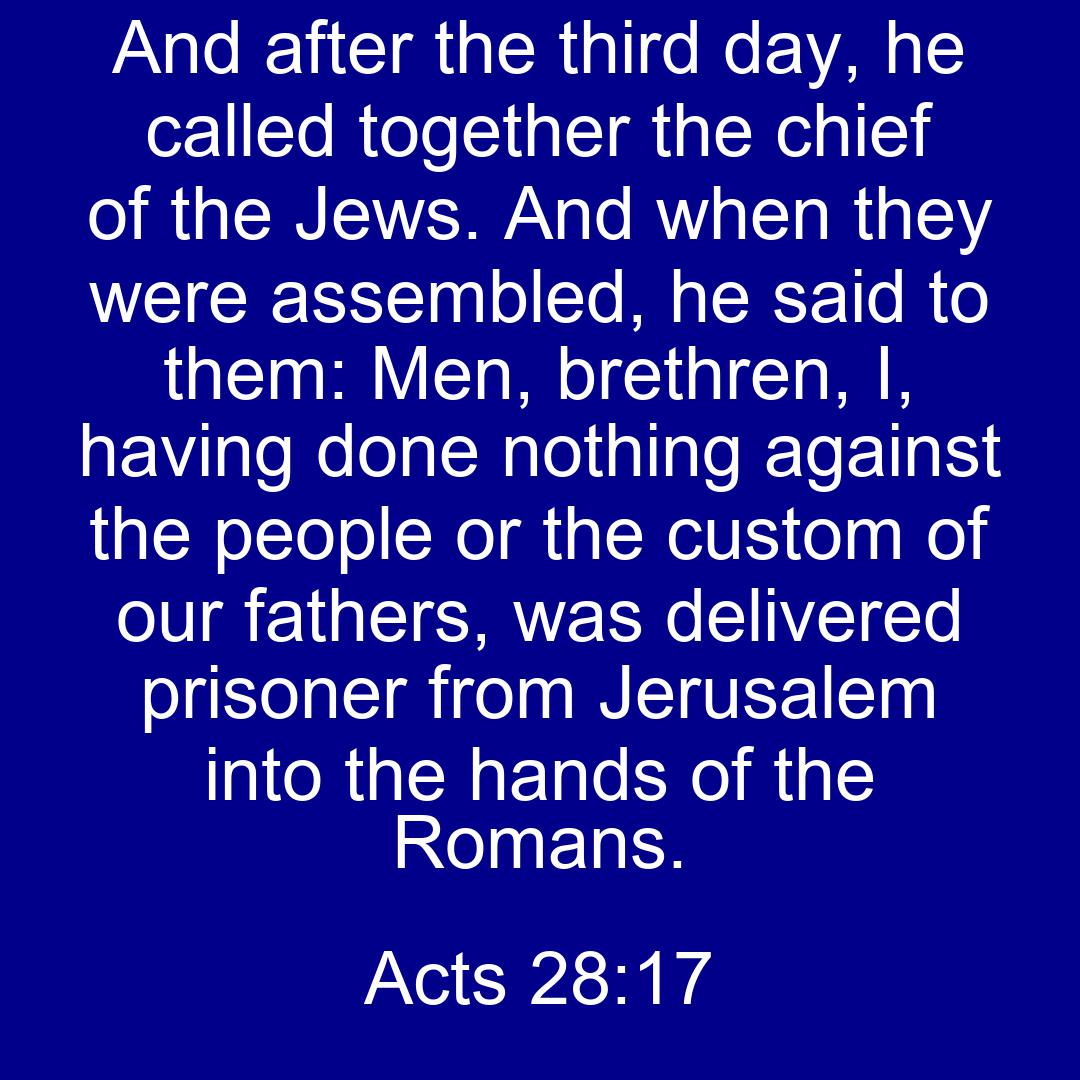 And after the third day, he
called together the chief
of the Jews. And when they
were assembled, he said to
them: Men, brethren, I,
having done nothing against
the people or the custom of
our fathers, was delivered
prisoner from Jerusalem
into the hands of the
Romans.
Acts 28:17